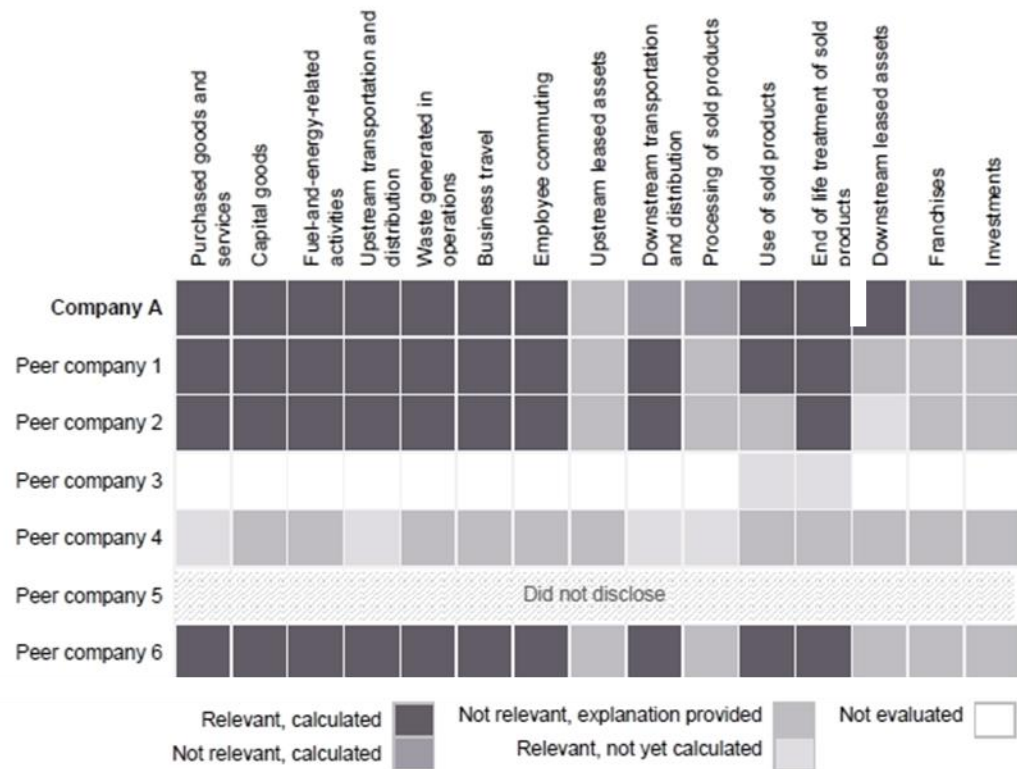 Purchased goods and
services
Capital goods
Fuel-and-energy-related
activities
Upstream transportation and
distribution
Waste generated in
operations
Business travel
Employee commuting
Upstream leased assets
Downstream transportation
and distribution
Processing of sold products
Use of sold products
End of life treatment of sold
products
Downstream leased assets
Franchises
Investments
Company A
Peer company 1
Peer company 2
Peer company 3
Peer company 4
Peer company 5
Did not disclose
Peer company 6
Relevant, calculated
Not relevant, explanation provided
Not evaluated
Not relevant, calculated
Relevant, not yet calculated